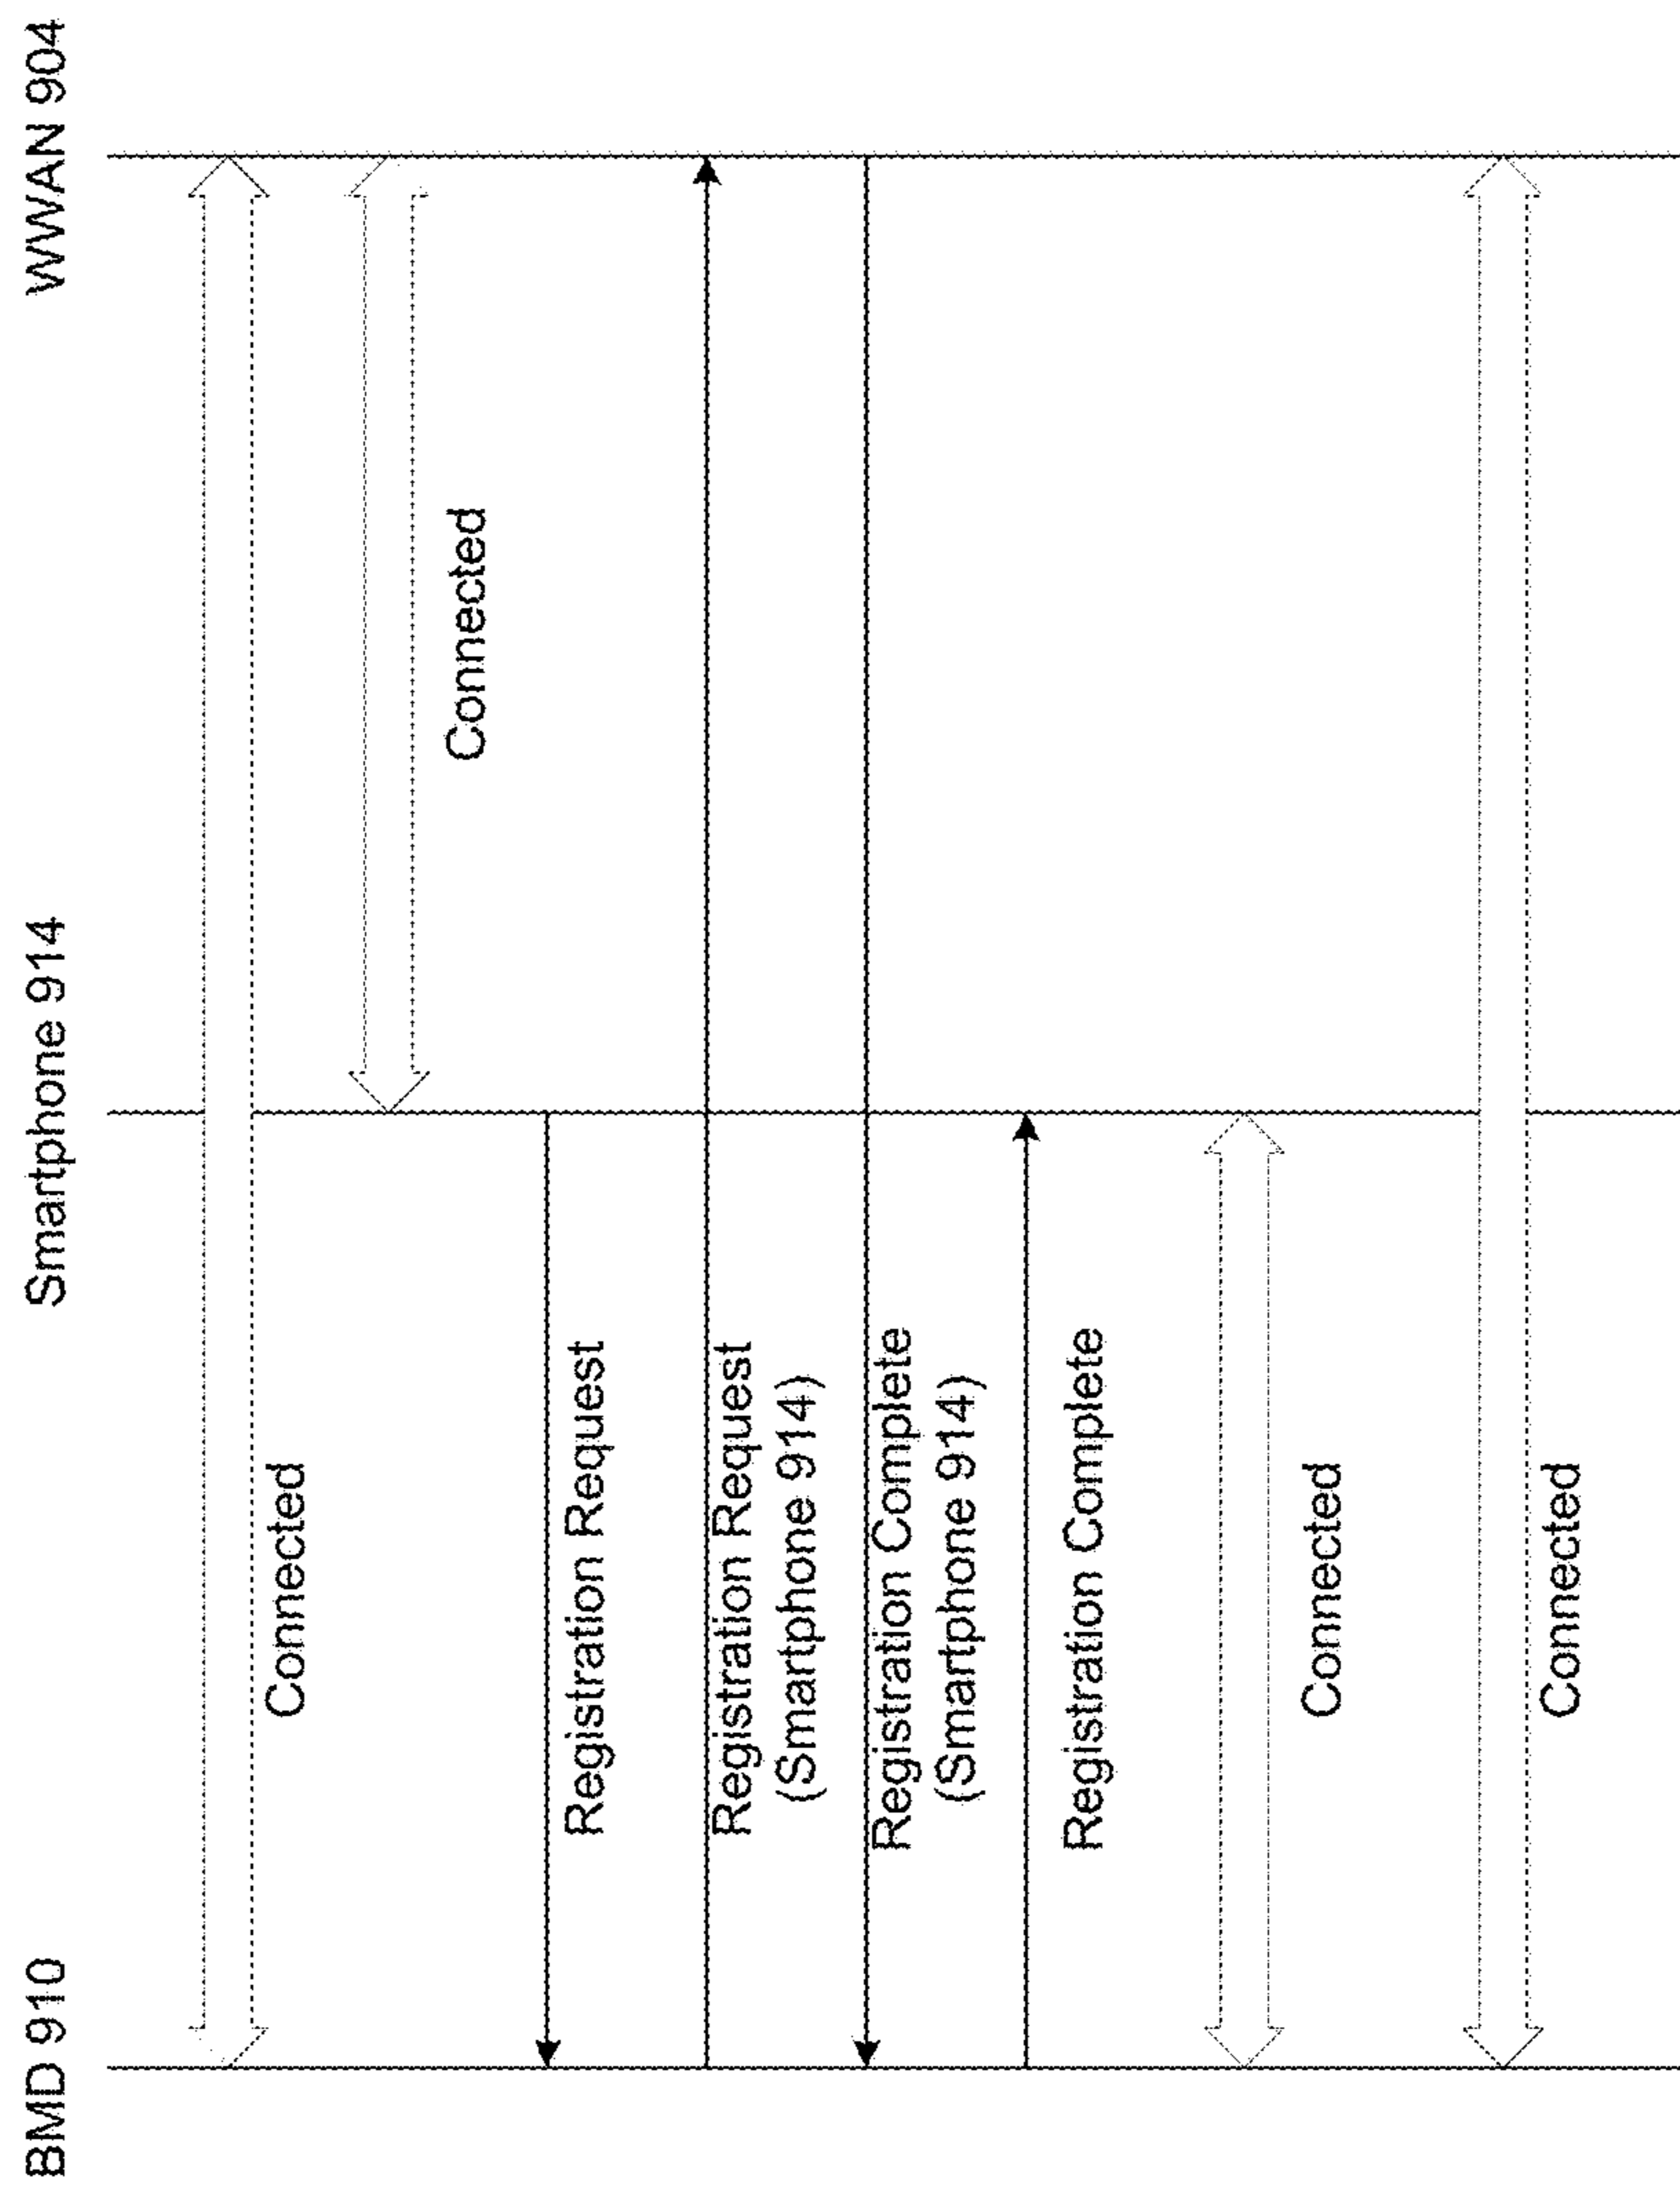 BMD 910
Smartphone 914
WWAN 904
Connected
Connected
Registration Request
Registration Request
(Smartphone 914)
Registration Complete
(Smartphone 914)
Registration Complete
Connected
Connected